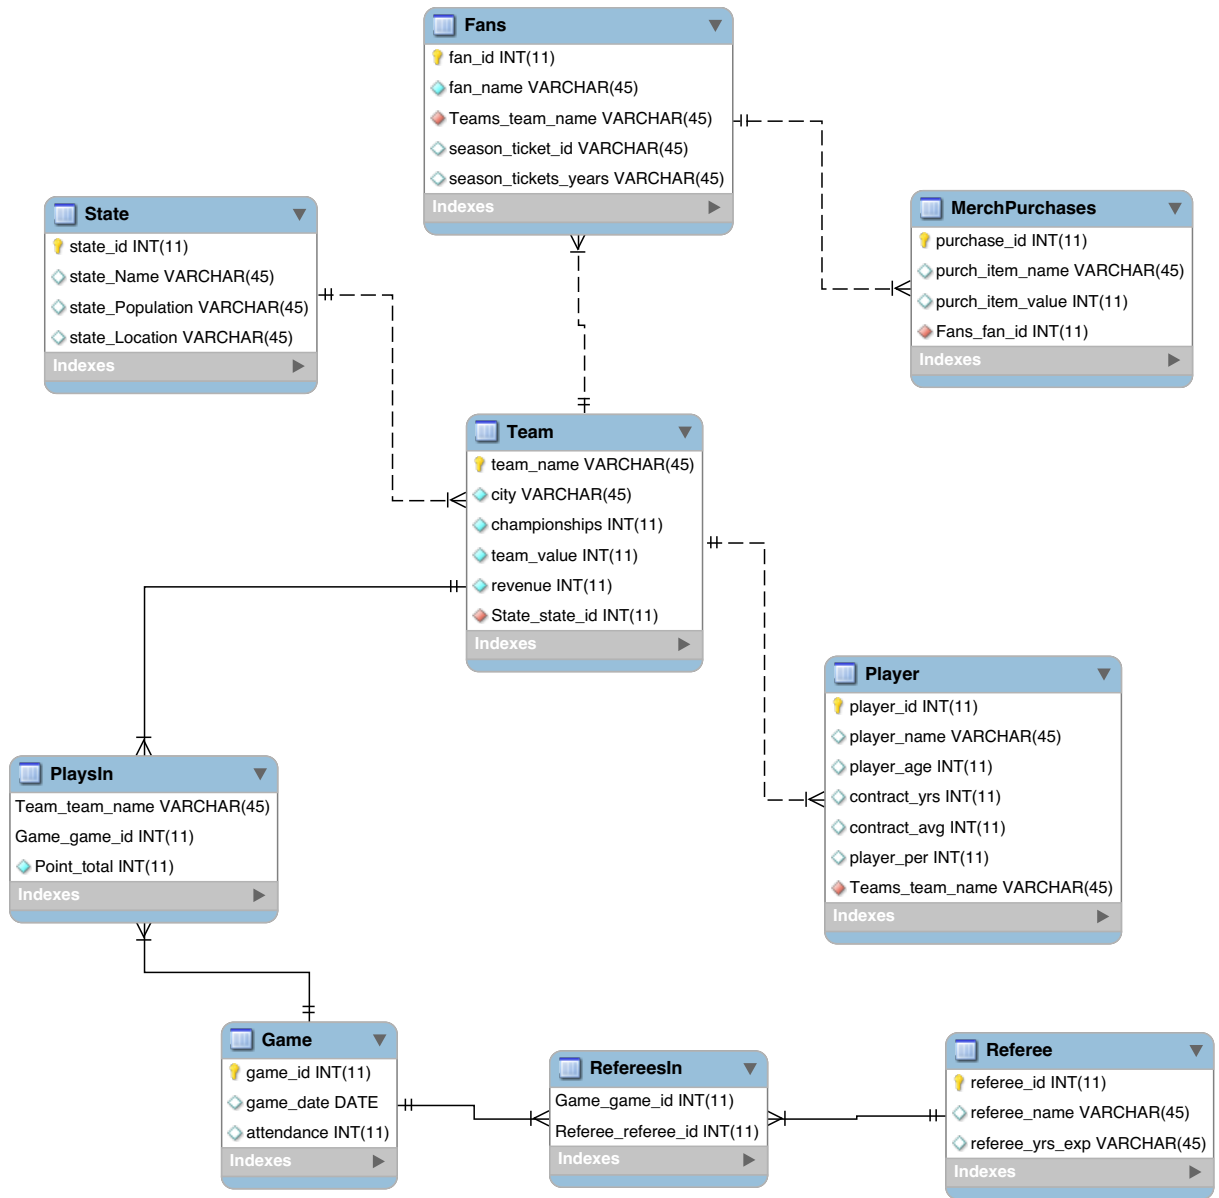 Fans
fan_id INT(11)
fan_name VARCHAR(45)
Teams_team_name VARCHAR(45)
season_ticket_id VARCHAR(45)
season_tickets_years VARCHAR(45)
Indexes
State
state_id INT(11)
state_Name VARCHAR(45)
state_Population VARCHAR(45)
state_Location VARCHAR(45)
Indexes
MerchPurchases
purchase_id INT(11)
purch_item_name VARCHAR(45)
purch_item_value INT(11)
Fans_fan_id INT(11)
Indexes
Team
team_name VARCHAR(45)
city VARCHAR(45)
championships INT(11)
team_value INT(11)
revenue INT(11)
State_state_id INT(11)
Indexes
Player
player_id INT(11)
player_name VARCHAR(45)
player_age INT(11)
contract_yrs INT(11)
contract_avg INT(11)
player_per INT(11)
Teams_team_name VARCHAR(45)
Indexes
PlaysIn
Team_team_name VARCHAR(45)
Game_game_id INT(11)
Point_total INT(11)
Indexes
Game
game_id INT(11)
game_date DATE
attendance INT(11)
Indexes
RefereesIn
Game_game_id INT(11)
Referee_referee_id INT(11)
Indexes
Referee
referee_id INT(11)
referee_name VARCHAR(45)
referee_yrs_exp VARCHAR(45)
Indexes